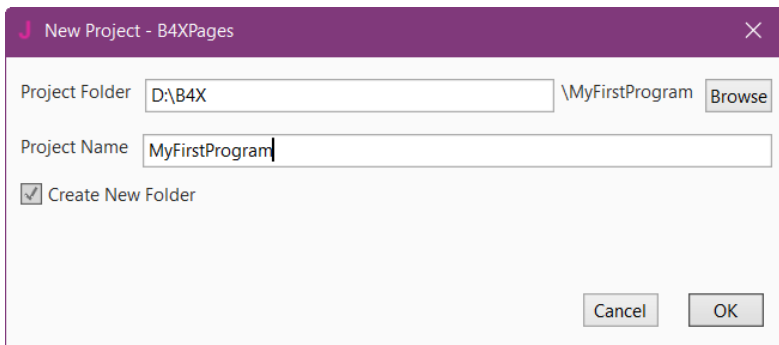 J New Project - B4XPages
Project Folder D:\B4X \MyFirstProgram Browse
Project Name MyFirstProgram
Create New Folder
Cancel OK